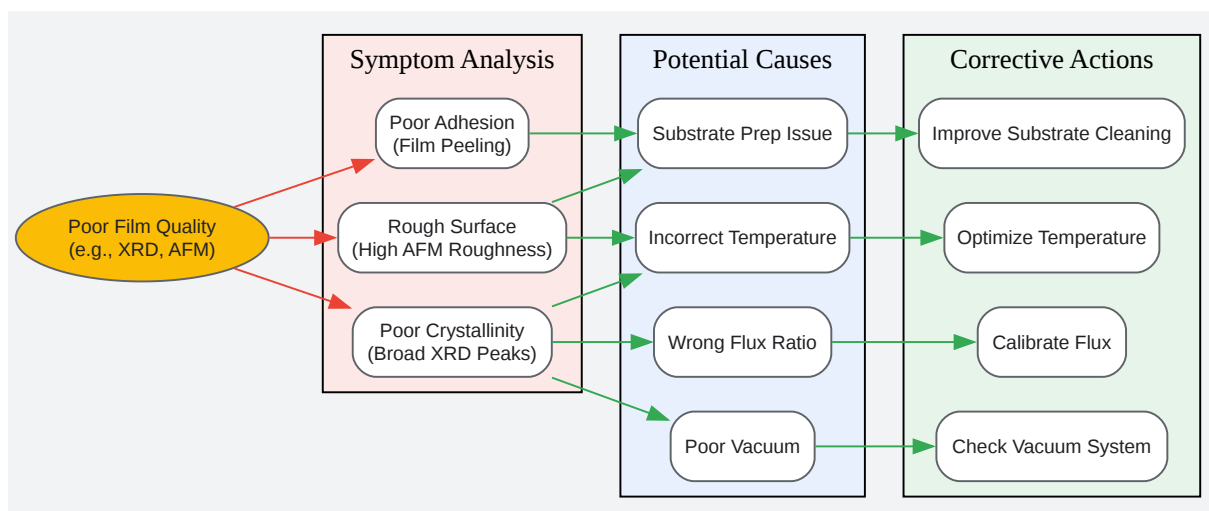 Symptom Analysis
Potential Causes
Corrective Actions
Poor Film Quality
(e.g., XRD, AFM)
Poor Adhesion
(Film Peeling)
Rough Surface
(High AFM Roughness)
Poor Crystallinity
(Broad XRD Peaks)
Substrate Prep Issue
Incorrect Temperature
Wrong Flux Ratio
Poor Vacuum
Improve Substrate Cleaning
Optimize Temperature
Calibrate Flux
Check Vacuum System